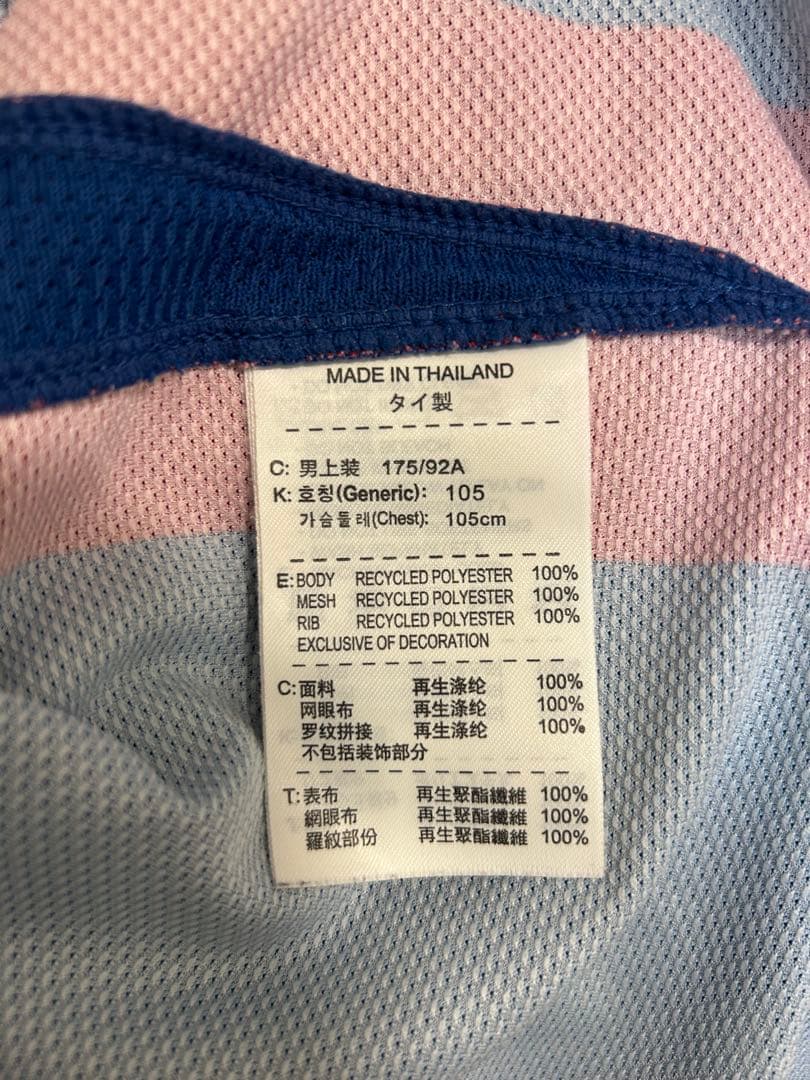 MADE IN THAILAND
タイ製
C: 男上装 175/92A
K: 호칭(Generic): 105
가슴둘레(Chest): 105cm
E: BODY RECYCLED POLYESTER 100%
MESH RECYCLED POLYESTER 100%
RIB RECYCLED POLYESTER 100%
EXCLUSIVE OF DECORATION
C: 面料 再生涤纶 100%
网眼布 再生涤纶 100%
罗纹拼接 再生涤纶 100%
不包括装饰部分
T: 表布 再生聚酯纖維 100%
網眼布 再生聚酯纖維 100%
羅紋部份 再生聚酯纖維 100%